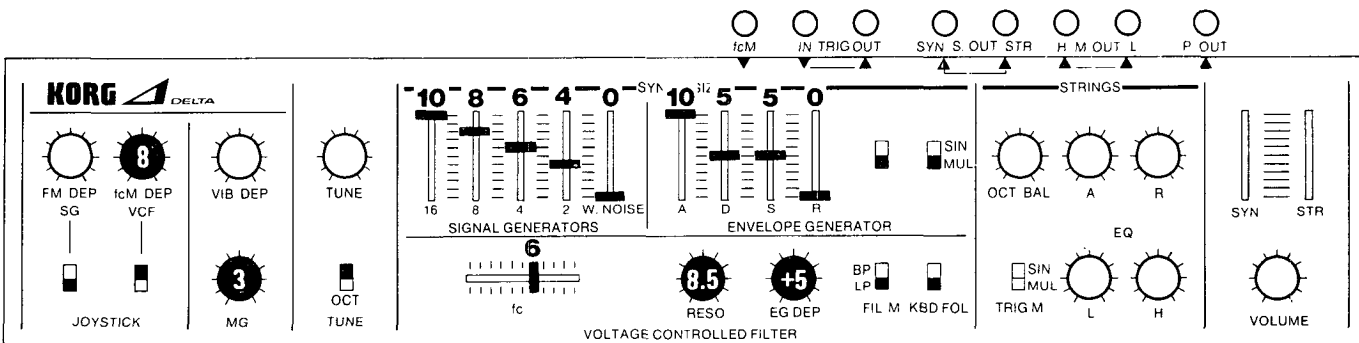 fcM IN TRIG OUT SYN S. OUT STR H M OUT L P OUT
KORG DELTA
STRINGS
10 8 6 4 0 10 5 5 0
8
SIN
MUL
FM DEP fcM DEP ViB DEP TUNE
OCT BAL A R
SG VCF
16 8 4 2 W. NOISE A D S R
SYN STR
SIGNAL GENERATORS ENVELOPE GENERATOR
EQ
6
3 8.5 +5
BP
LP
SIN
MUL
OCT
fc RESO EG DEP FIL M KBD FOL TRIG M L H
JOYSTICK MG TUNE VOLUME
VOLTAGE CONTROLLED FILTER